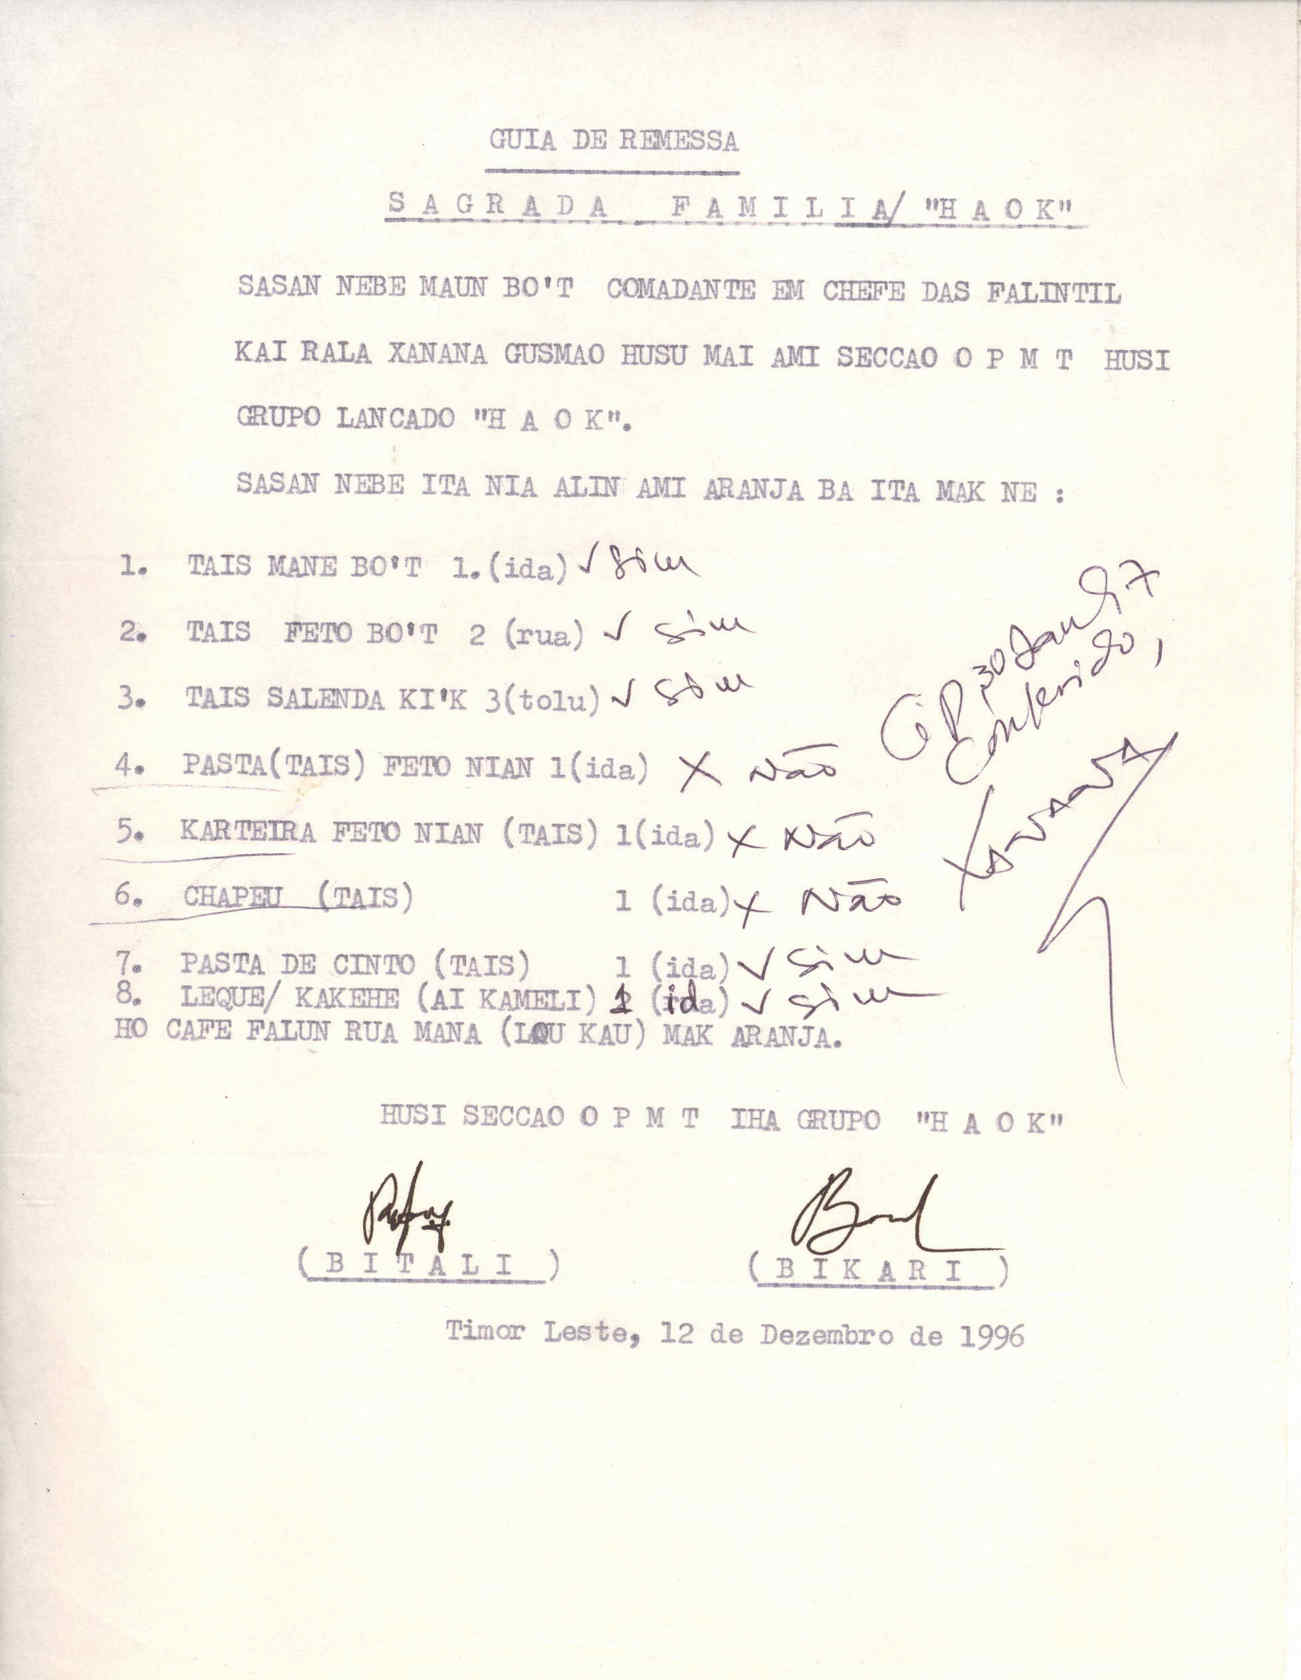 GUIA DE REMESSA
SAGRADA FAMILIA/ "HAOK"
SASAN NEBE MAUN BO'T COMADANTE EM CHEFE DAS FALINTIL
KAI RALA XANANA GUSMAO HUSU MAI AMI SECCAO O P M T HUSI
GRUPO LANCADO "H A O K".
SASAN NEBE ITA NIA ALIN AMI ARANJA BA ITA MAK NE :
1. TAIS MANE BO'T 1.(ida) ✓ sim
2. TAIS FETO BO'T 2 (rua) ✓ sim
3. TAIS SALENDA KI'K 3(tolu) ✓ sim
4. PASTA(TAIS) FETO NIAN 1(ida) X Não
5. KARTEIRA FETO NIAN (TAIS) 1(ida) X Não
6. CHAPEU (TAIS) 1 (ida) X Não
7. PASTA DE CINTO (TAIS) 1 (ida) ✓ sim
8. LEQUE/ KAKEHE (AI KAMELI) 1 (ida) ✓ sim
HO CAFE FALUN RUA MANA (LOU KAU) MAK ARANJA.
CIP, 30 Jan 97
Conferido,
Xanana
HUSI SECCAO O P M T IHA GRUPO "H A O K"
( B I T A L I )
( B I K A R I )
Timor Leste, 12 de Dezembro de 1996